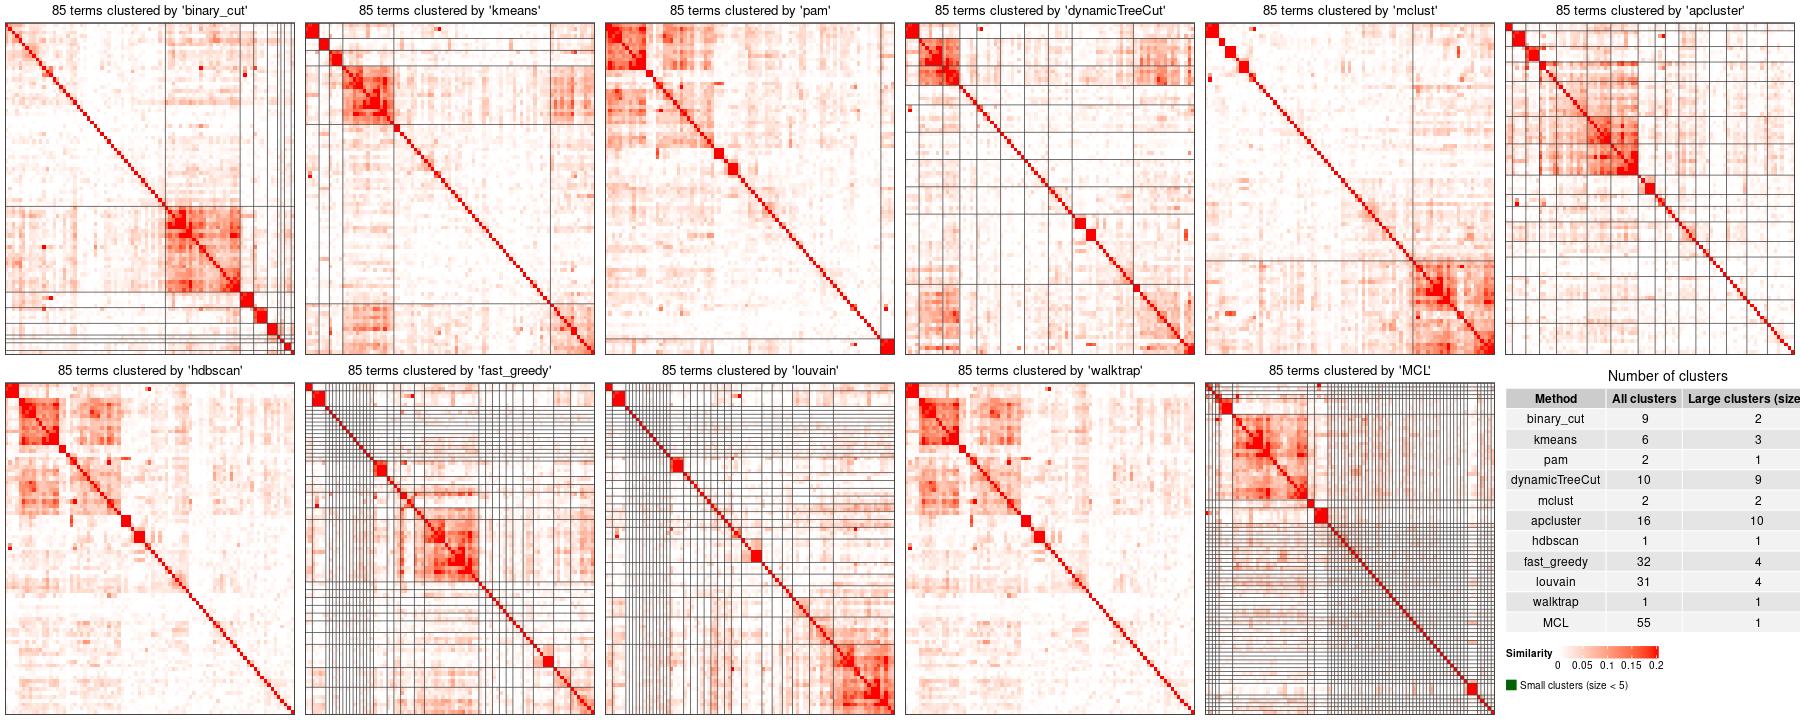 85 terms clustered by 'binary_cut'
85 terms clustered by 'kmeans'
85 terms clustered by 'pam'
85 terms clustered by 'dynamicTreeCut'
85 terms clustered by 'mclust'
85 terms clustered by 'apcluster'
85 terms clustered by 'hdbscan'
85 terms clustered by 'fast_greedy'
85 terms clustered by 'louvain'
85 terms clustered by 'walktrap'
85 terms clustered by 'MCL'
Number of clusters
Method All clusters Large clusters (size
binary_cut 9 2
kmeans 6 3
pam 2 1
dynamicTreeCut 10 9
mclust 2 2
apcluster 16 10
hdbscan 1 1
fast_greedy 32 4
louvain 31 4
walktrap 1 1
MCL 55 1
Similarity
0 0.05 0.1 0.15 0.2
Small clusters (size < 5)